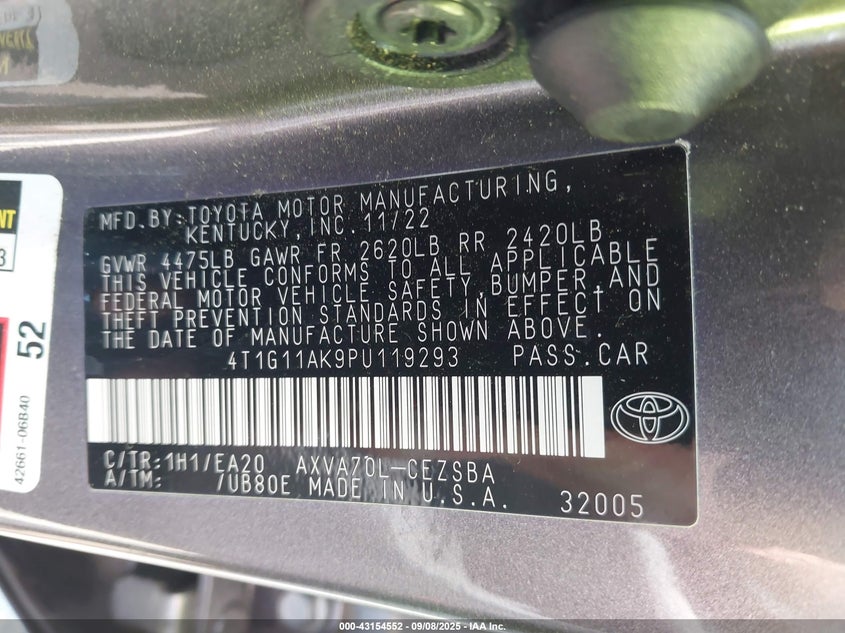 MFD.BY:TOYOTA MOTOR MANUFACTURING,
KENTUCKY, INC. 11/22
GVWR 4475LB GAWR FR 2620LB RR 2420LB
THIS VEHICLE CONFORMS TO ALL APPLICABLE
FEDERAL MOTOR VEHICLE SAFETY,BUMPER,AND
THEFT PREVENTION STANDARDS IN EFFECT ON
THE DATE OF MANUFACTURE SHOWN ABOVE.
4T1G11AK9PU119293 PASS.CAR
C/TR:1H1/EA20 AXVA70L-CEZSBA
A/TM: /UB80E MADE IN U.S.A.
32005
52
42661-06B40
000-43154552 - 09/08/2025 - IAA Inc.